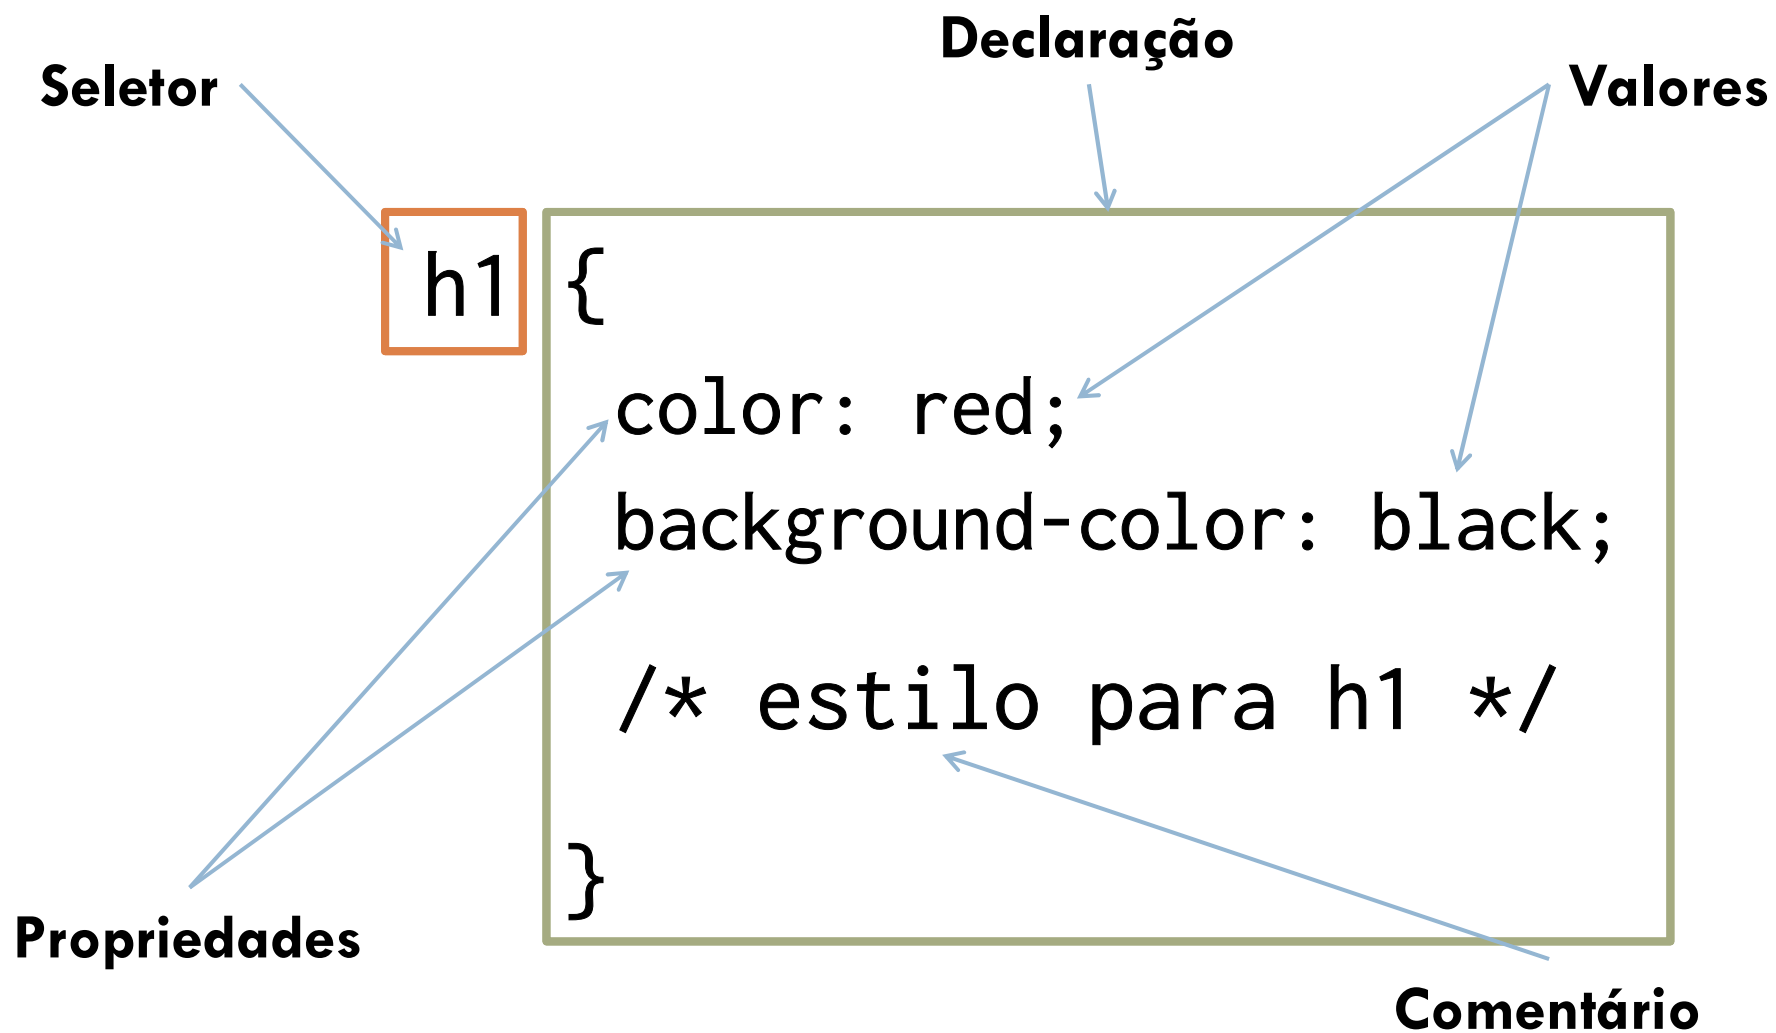 Declaração
Seletor
Valores
h1 {
color: red;
background-color: black;
/* estilo para h1 */
}
Propriedades
Comentário